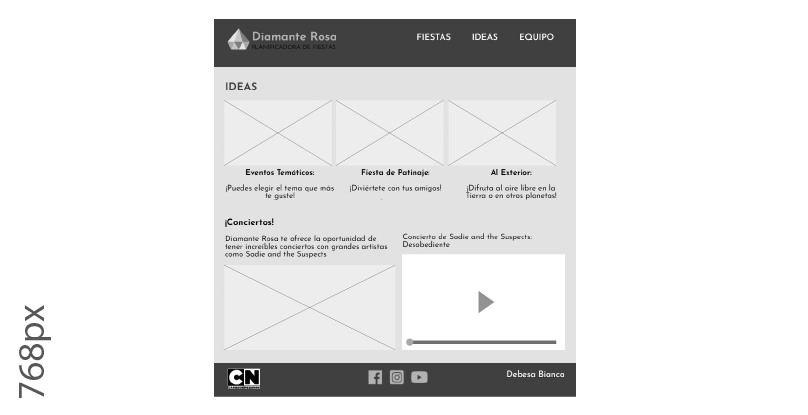 768px
Diamante Rosa
PLANIFICADORA DE FIESTAS
FIESTAS IDEAS EQUIPO
IDEAS
Eventos Temáticos:
¡Puedes elegir el tema que más
te guste!
Fiesta de Patinaje:
¡Diviértete con tus amigos!
.
Al Exterior:
¡Difruta al aire libre en la
Tierra o en otros planetas!
¡Conciertos!
Diamante Rosa te ofrece la oportunidad de
tener increíbles conciertos con grandes artistas
como Sadie and the Suspects
Concierto de Sadie and the Suspects:
Desobediente
CN
Debesa Bianca